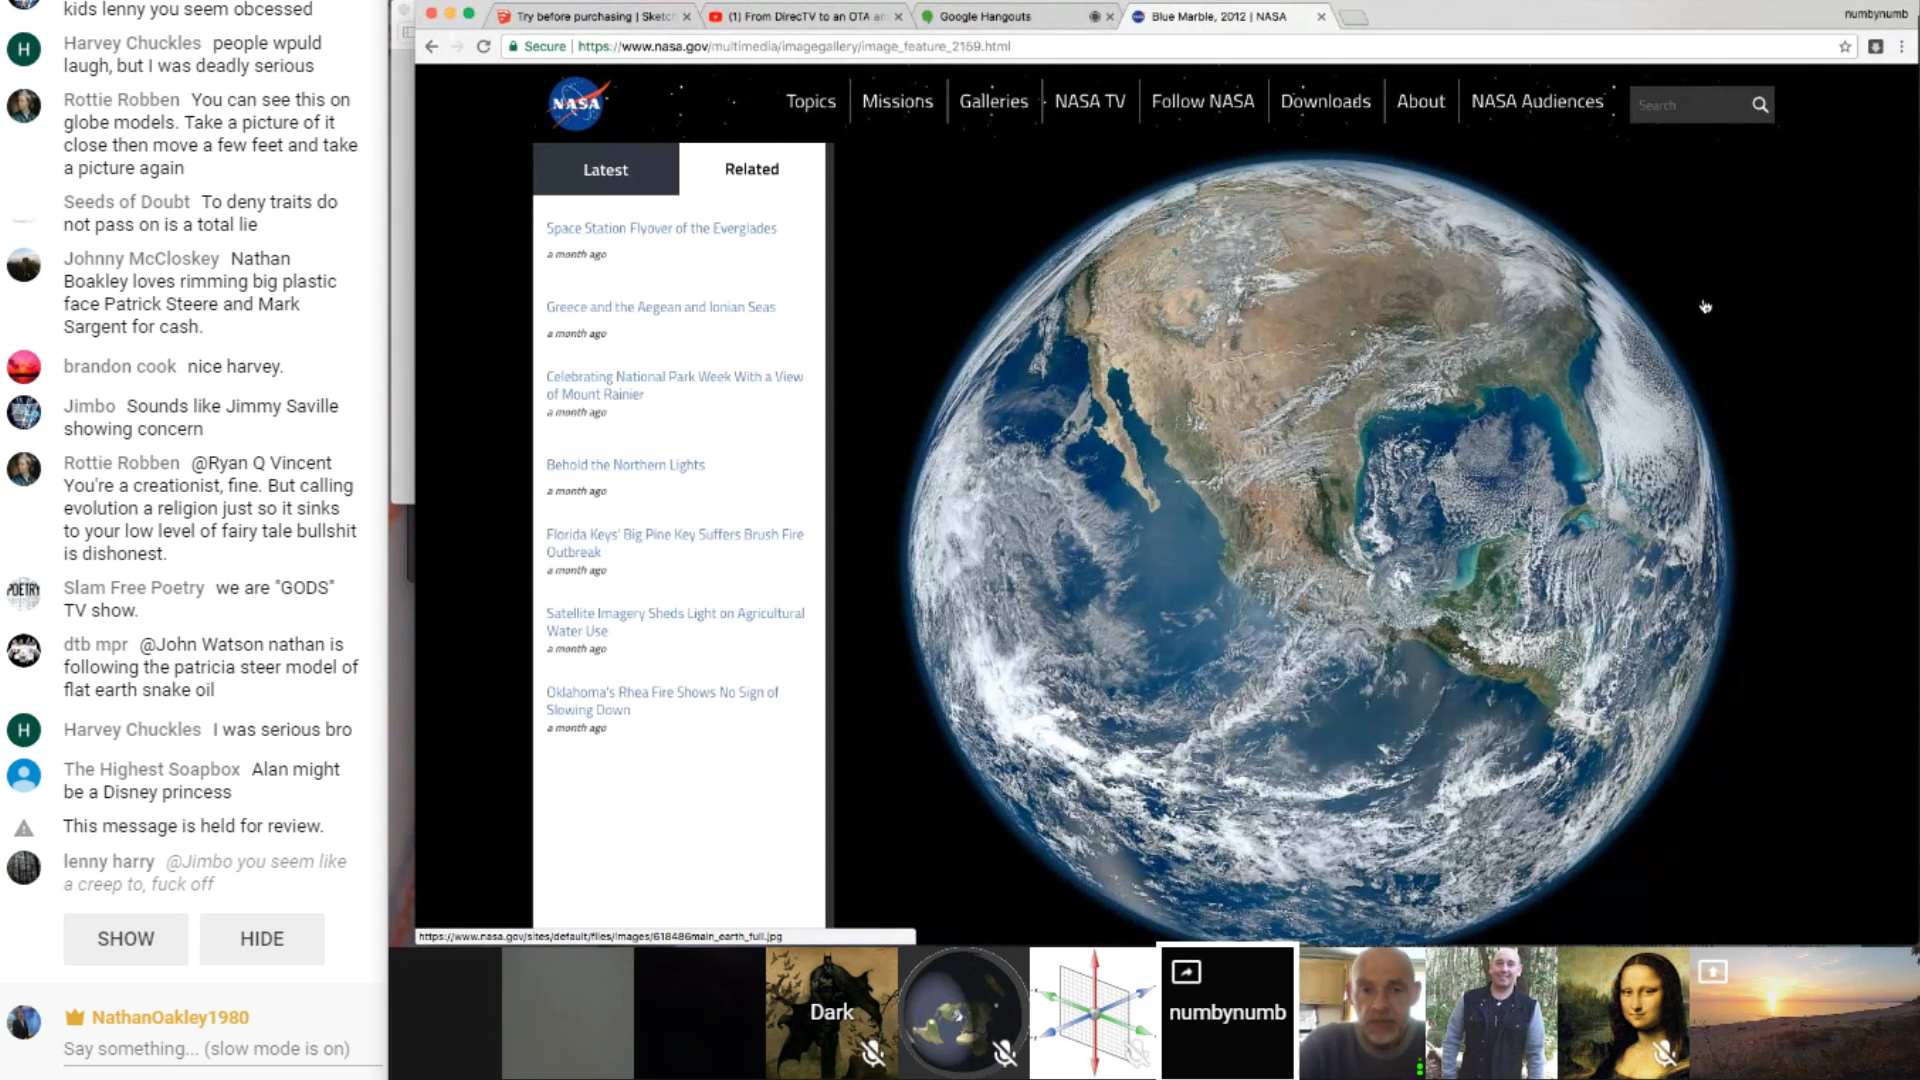 kids lenny you seem obcessed
Harvey Chuckles people wpuld
laugh, but I was deadly serious
Rottie Robben You can see this on
globe models. Take a picture of it
close then move a few feet and take
a picture again
Seeds of Doubt To deny traits do
not pass on is a total lie
Johnny McCloskey Nathan
Boakley loves rimming big plastic
face Patrick Steere and Mark
Sargent for cash.
brandon cook nice harvey.
Jimbo Sounds like Jimmy Saville
showing concern
Rottie Robben @Ryan Q Vincent
You're a creationist, fine. But calling
evolution a religion just so it sinks
to your low level of fairy tale bullshit
is dishonest.
Slam Free Poetry we are "GODS"
TV show.
dtb mpr @John Watson nathan is
following the patricia steer model of
flat earth snake oil
Harvey Chuckles I was serious bro
The Highest Soapbox Alan might
be a Disney princess
This message is held for review.
lenny harry @Jimbo you seem like
a creep to, fuck off
SHOW HIDE
NathanOakley1980
Say something... (slow mode is on)
H
H
POETRY
Try before purchasing | Sketch (1) From DirecTV to an OTA an Google Hangouts Blue Marble, 2012 | NASA numbynumb
Secure | https://www.nasa.gov/multimedia/imagegallery/image_feature_2159.html
NASA Topics Missions Galleries NASA TV Follow NASA Downloads About NASA Audiences Search
Latest Related
Space Station Flyover of the Everglades
a month ago
Greece and the Aegean and Ionian Seas
a month ago
Celebrating National Park Week With a View
of Mount Rainier
a month ago
Behold the Northern Lights
a month ago
Florida Keys' Big Pine Key Suffers Brush Fire
Outbreak
a month ago
Satellite Imagery Sheds Light on Agricultural
Water Use
a month ago
Oklahoma's Rhea Fire Shows No Sign of
Slowing Down
a month ago
https://www.nasa.gov/sites/default/files/images/618486main_earth_full.jpg
Dark numbynumb